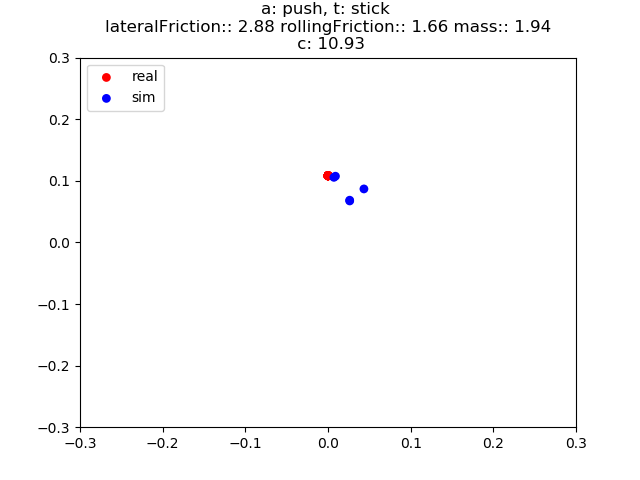 a: push, t: stick
lateralFriction:: 2.88 rollingFriction:: 1.66 mass:: 1.94
c: 10.93
real
sim
0.3
0.2
0.1
0.0
−0.1
−0.2
−0.3
−0.3 −0.2 −0.1 0.0 0.1 0.2 0.3